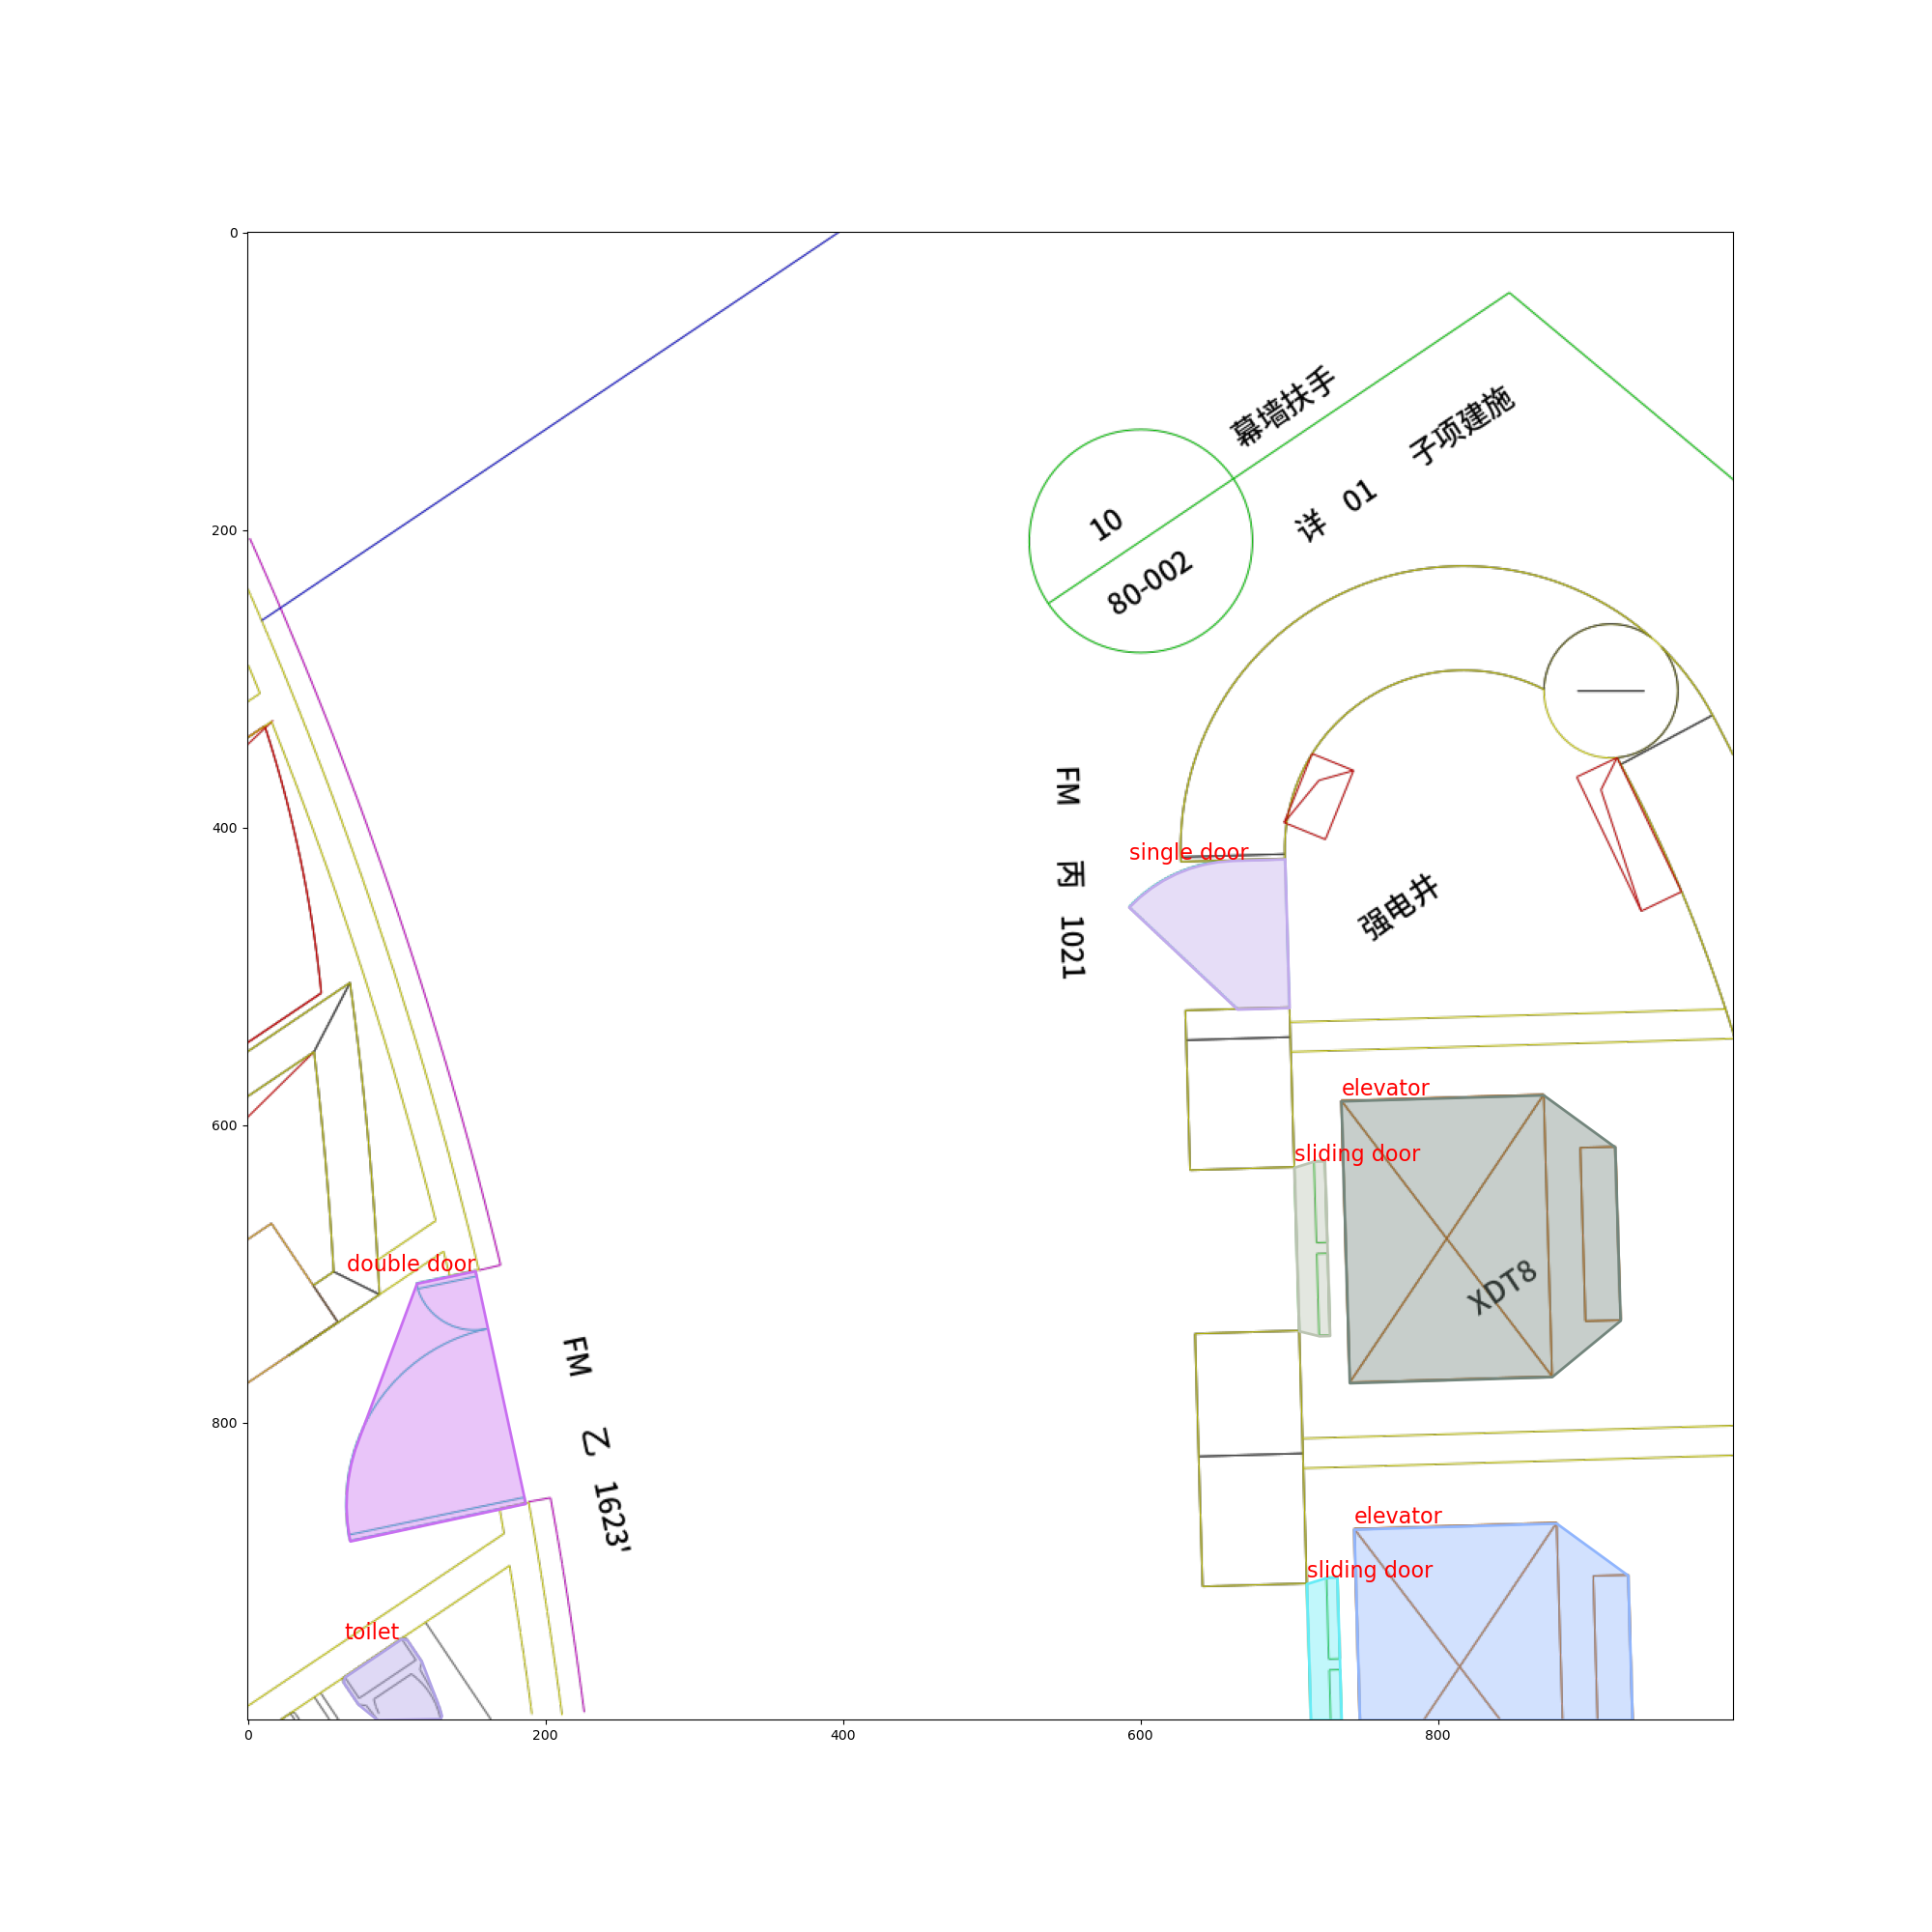 0
200
400
600
800
0
200
400
600
800
幕墙扶手
子项建施
详 01
10
80-002
FM 丙 1021
single door
强电井
elevator
sliding door
XDT8
double door
FM 乙 1623'
elevator
sliding door
toilet